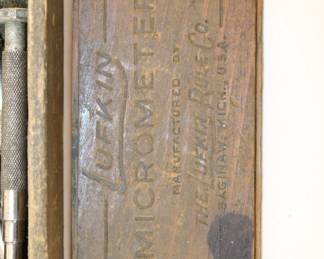 LUFKIN
MICROMETER
MANUFACTURED BY
THE LUFKIN RULE CO.
SAGINAW, MICH., U.S.A.